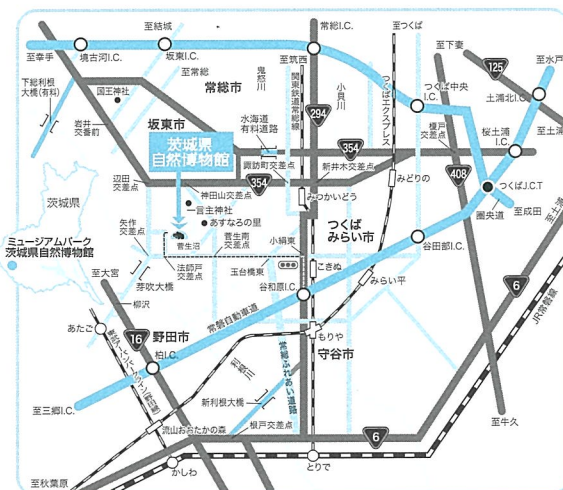 至結城
常総I.C.
至つくば
至下妻
至水戸
至幸手
境古河I.C.
坂東I.C.
至筑西
125
下総利根
大橋(有料)
至常総
常総市
鬼怒川
関東鉄道常総線
小貝川
つくばエクスプレス
つくば中央
I.C.
土浦北I.C.
国王神社
294
岩井
交番前
坂東市
水海道
有料道路
354
榎戸
交差点
桜土浦
I.C.
至土浦
茨城県
自然博物館
諏訪町交差点
新井木交差点
408
辺田
交差点
354
みつかいどう
みどりの
つくばJ.C.T
茨城県
神田山交差点
一言主神社
あすなろの里
つくば
みらい市
圏央道
至成田
至土浦
矢作
交差点
菅生沼
菅生南
交差点
小絹東
谷田部I.C.
ミュージアムパーク
茨城県自然博物館
玉台橋東
こきぬ
至大宮
法師戸
交差点
芽吹大橋
谷和原I.C.
みらい平
6
柳沢
常磐自動車道
JR常磐線
あたご
16
野田市
もりや
守谷市
柏I.C.
利根川
常総ふれあい道路
至三郷I.C.
新利根大橋
流山おおたかの森
根戸交差点
6
至牛久
至秋葉原
かしわ
とりで